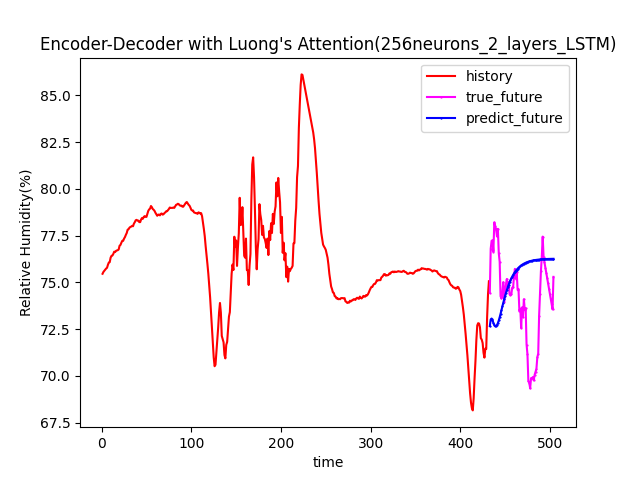 Encoder-Decoder with Luong's Attention(256neurons_2_layers_LSTM)
history
true_future
predict_future
Relative Humidity(%)
85.0
82.5
80.0
77.5
75.0
72.5
70.0
67.5
0 100 200 300 400 500
time